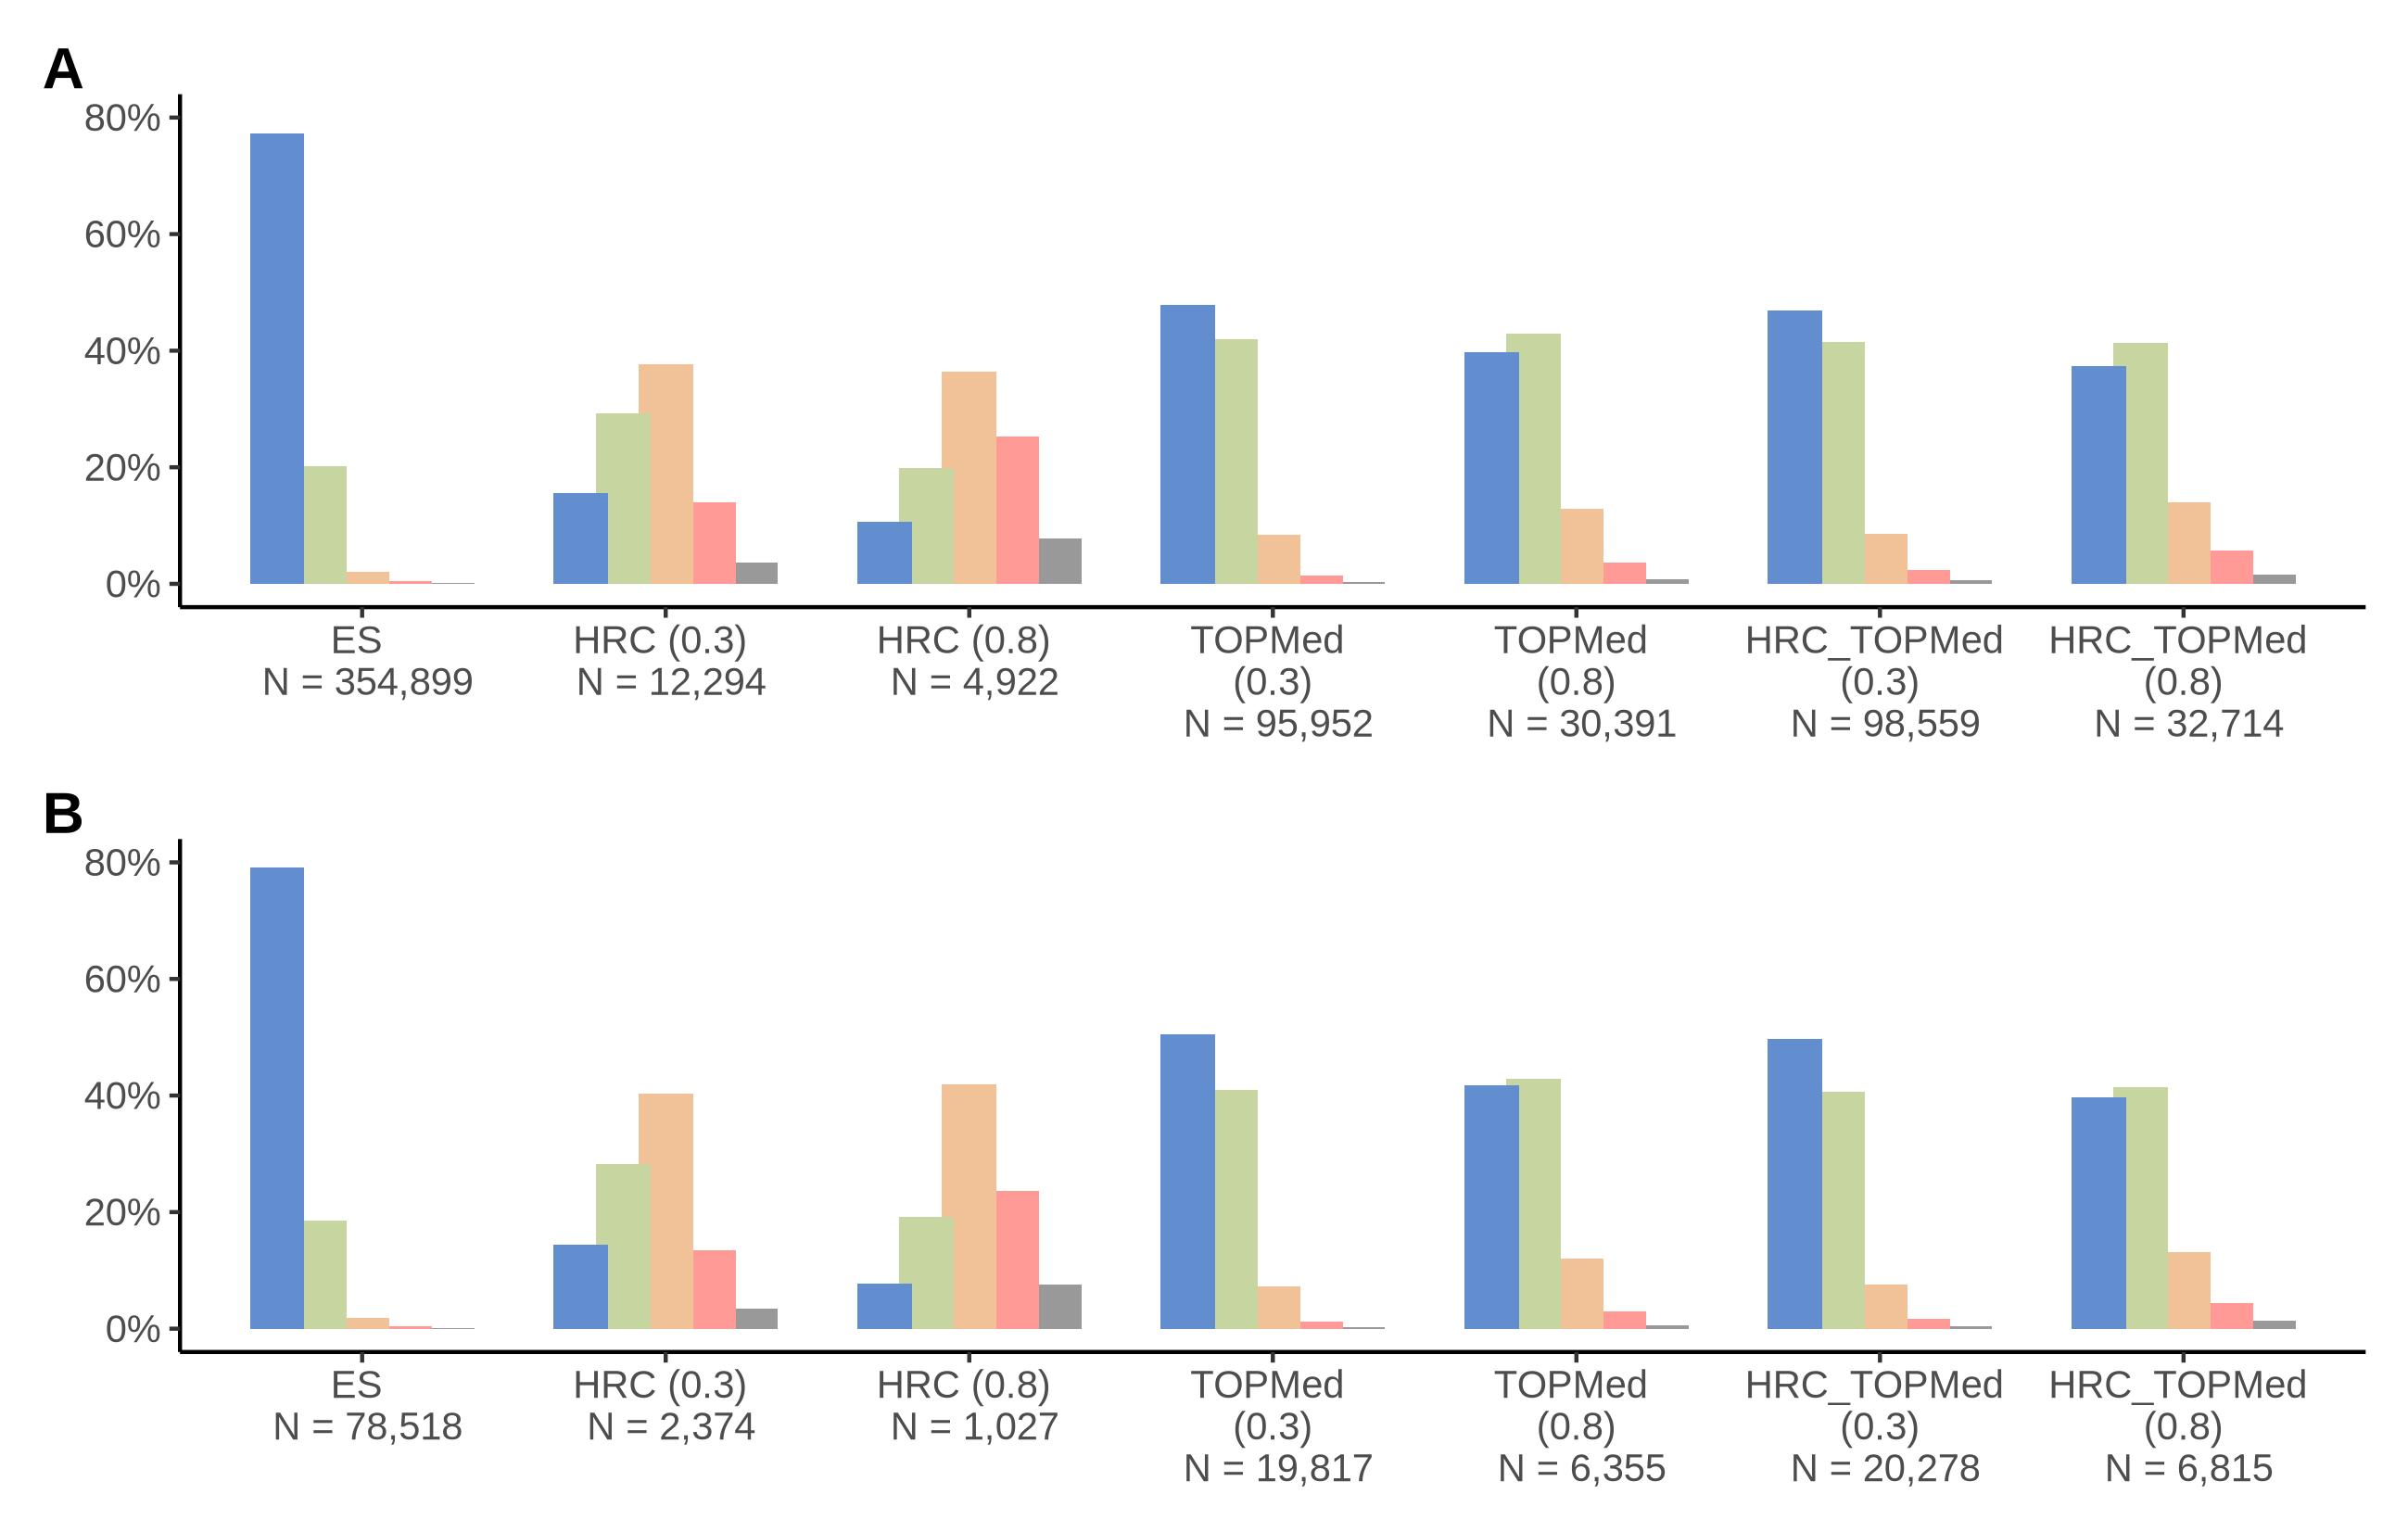 A
80%
60%
40%
20%
0%
ES
N = 354,899
HRC (0.3)
N = 12,294
HRC (0.8)
N = 4,922
TOPMed
(0.3)
N = 95,952
TOPMed
(0.8)
N = 30,391
HRC_TOPMed
(0.3)
N = 98,559
HRC_TOPMed
(0.8)
N = 32,714
B
80%
60%
40%
20%
0%
ES
N = 78,518
HRC (0.3)
N = 2,374
HRC (0.8)
N = 1,027
TOPMed
(0.3)
N = 19,817
TOPMed
(0.8)
N = 6,355
HRC_TOPMed
(0.3)
N = 20,278
HRC_TOPMed
(0.8)
N = 6,815